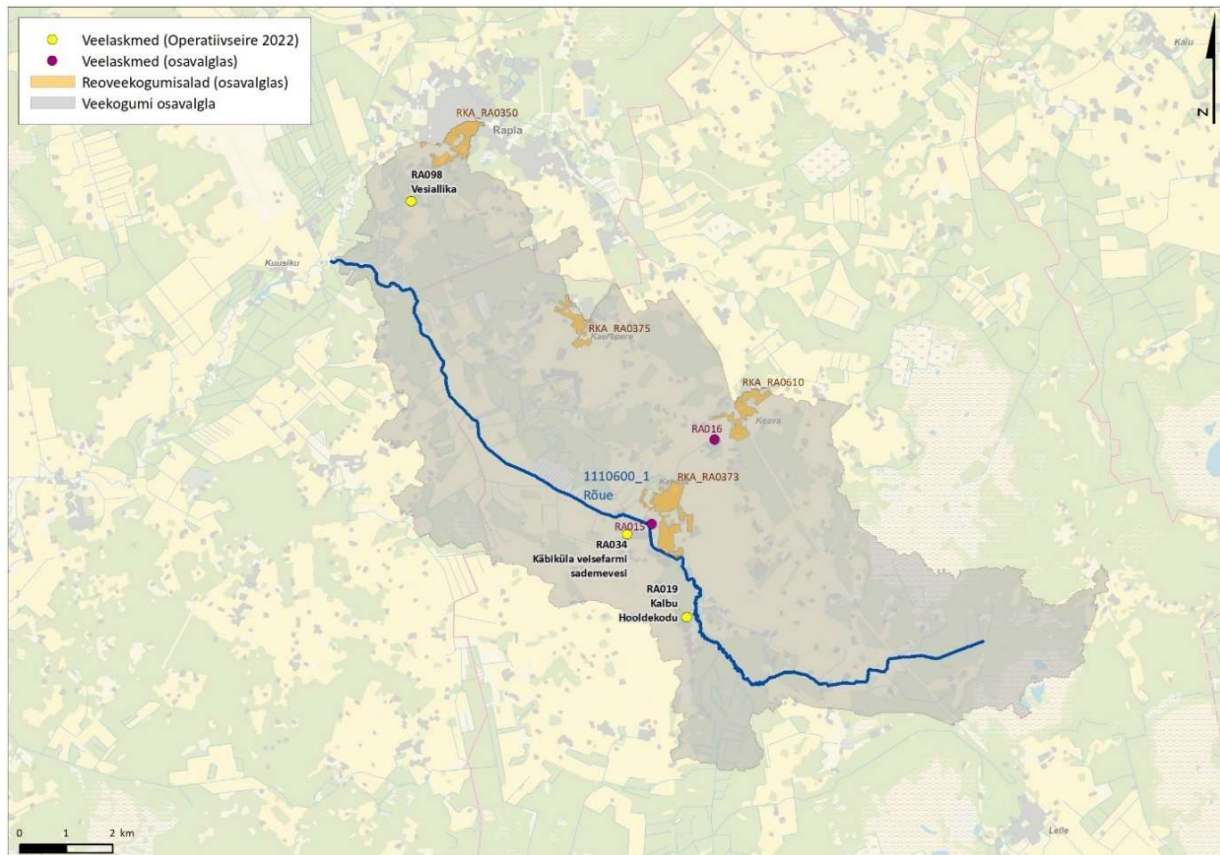 Veelaskmed (Operatiivseire 2022)
Veelaskmed (osavalglas)
Reoveekogumisalad (osavalglas)
Veekogumi osavalgla
Kalu
N
RKA_RA0350
Rapla
RA098
Vesiallika
Kuusiku
RKA_RA0375
Kaerepere
RKA_RA0610
Keava
RA016
1110600_1
Rõue
RKA_RA0373
RA015
RA034
Käbiküla veisefarmi
sademevesi
RA019
Kalbu
Hooldekodu
Lelle
0 1 2 km